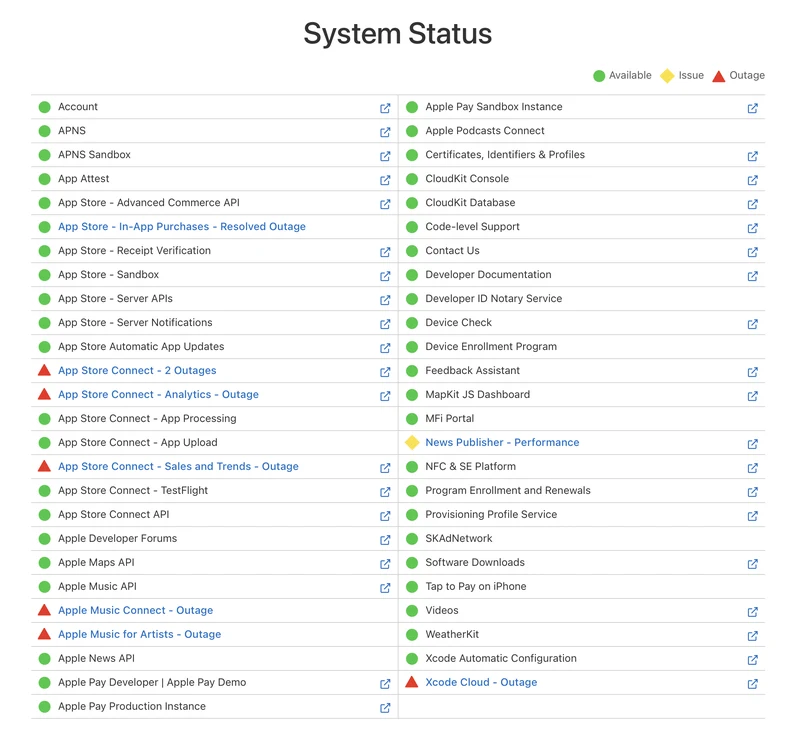 System Status
Available Issue Outage
Account
APNS
APNS Sandbox
App Attest
App Store - Advanced Commerce API
App Store - In-App Purchases - Resolved Outage
App Store - Receipt Verification
App Store - Sandbox
App Store - Server APIs
App Store - Server Notifications
App Store Automatic App Updates
App Store Connect - 2 Outages
App Store Connect - Analytics - Outage
App Store Connect - App Processing
App Store Connect - App Upload
App Store Connect - Sales and Trends - Outage
App Store Connect - TestFlight
App Store Connect API
Apple Developer Forums
Apple Maps API
Apple Music API
Apple Music Connect - Outage
Apple Music for Artists - Outage
Apple News API
Apple Pay Developer | Apple Pay Demo
Apple Pay Production Instance
Apple Pay Sandbox Instance
Apple Podcasts Connect
Certificates, Identifiers & Profiles
CloudKit Console
CloudKit Database
Code-level Support
Contact Us
Developer Documentation
Developer ID Notary Service
Device Check
Device Enrollment Program
Feedback Assistant
MapKit JS Dashboard
MFi Portal
News Publisher - Performance
NFC & SE Platform
Program Enrollment and Renewals
Provisioning Profile Service
SKAdNetwork
Software Downloads
Tap to Pay on iPhone
Videos
WeatherKit
Xcode Automatic Configuration
Xcode Cloud - Outage